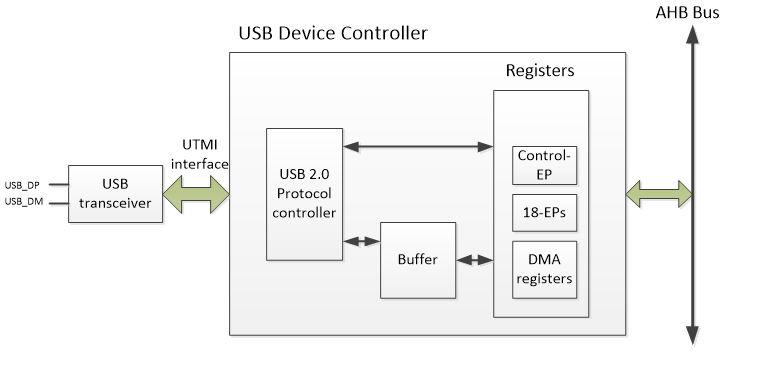 AHB Bus
USB Device Controller
Registers
UTMI
interface
USB 2.0
Protocol
controller
Control-
EP
USB_DP
USB_DM
USB
transceiver
18-EPs
Buffer
DMA
registers